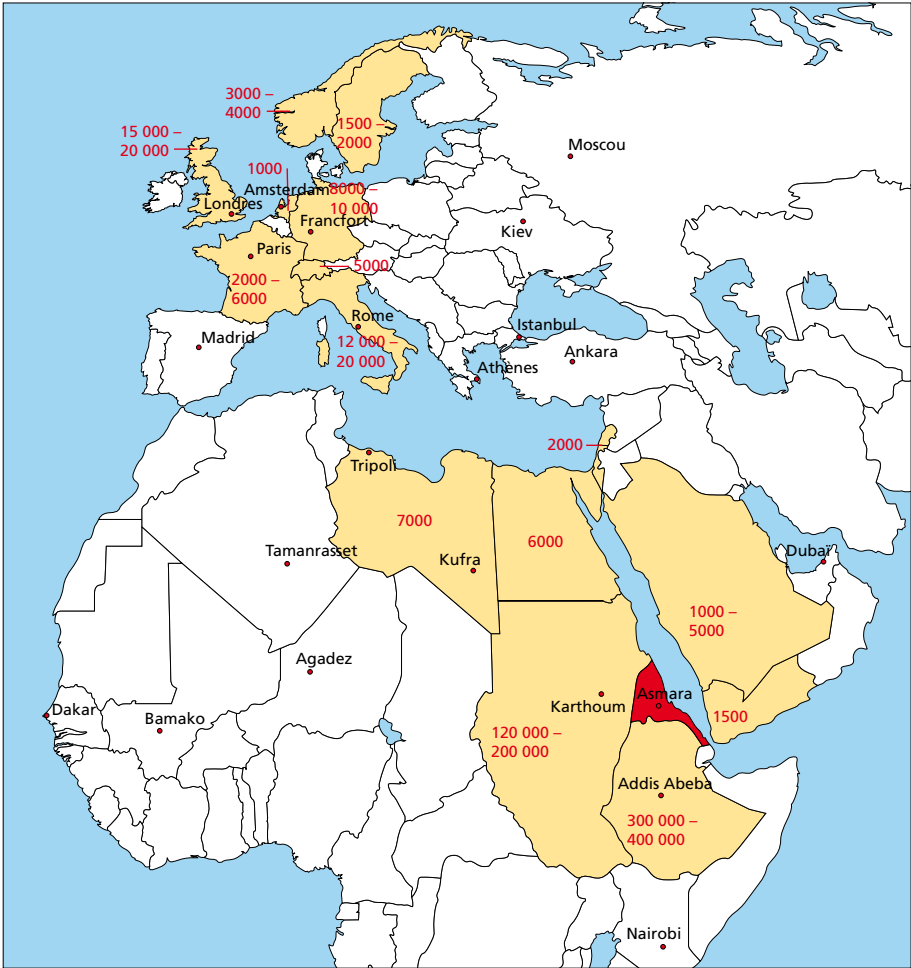 3000 –
4000
15 000 –
20 000
1500 –
2000
Moscou
1000
Amsterdam
8000 –
10 000
Londres
Francfort
Kiev
Paris
5000
2000 –
6000
Rome
12 000 –
20 000
Madrid
Istanbul
Ankara
Athènes
2000
Tripoli
7000
6000
Tamanrasset
Kufra
Dubaï
1000 –
5000
Agadez
Asmara
Karthoum
Dakar
Bamako
1500
120 000 –
200 000
Addis Abeba
300 000 –
400 000
Nairobi